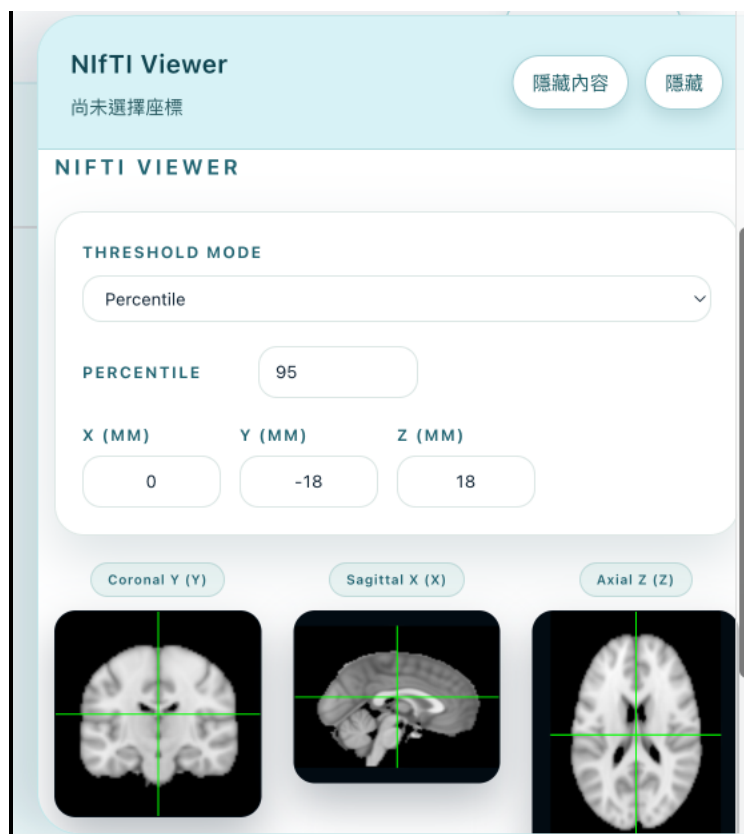 NIfTI Viewer
尚未選擇座標
隱藏內容
隱藏
NIFTI VIEWER
THRESHOLD MODE
Percentile
PERCENTILE
95
X (MM)
Y (MM)
Z (MM)
0
-18
18
Coronal Y (Y)
Sagittal X (X)
Axial Z (Z)